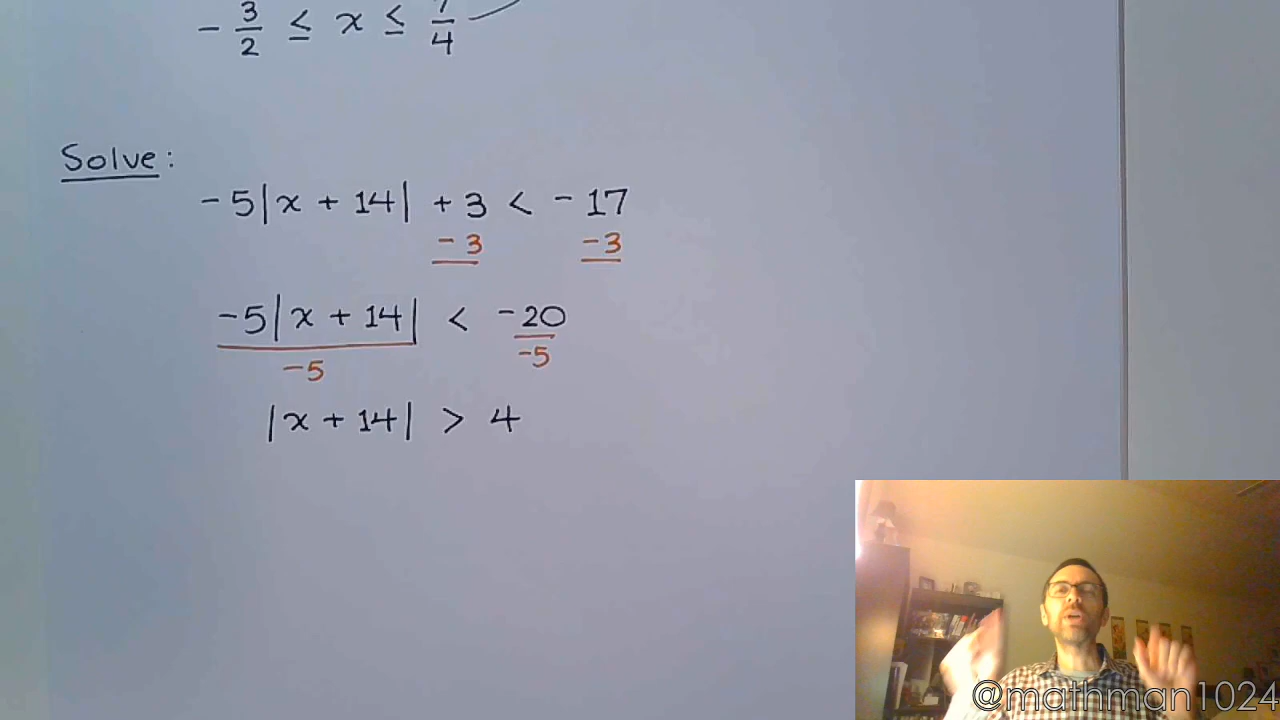 - 3/2 ≤ x ≤ 7/4
Solve:
-5|x + 14| + 3 < -17
-3 -3
-5|x + 14| < -20
-5 -5
|x + 14| > 4
@mathman1024